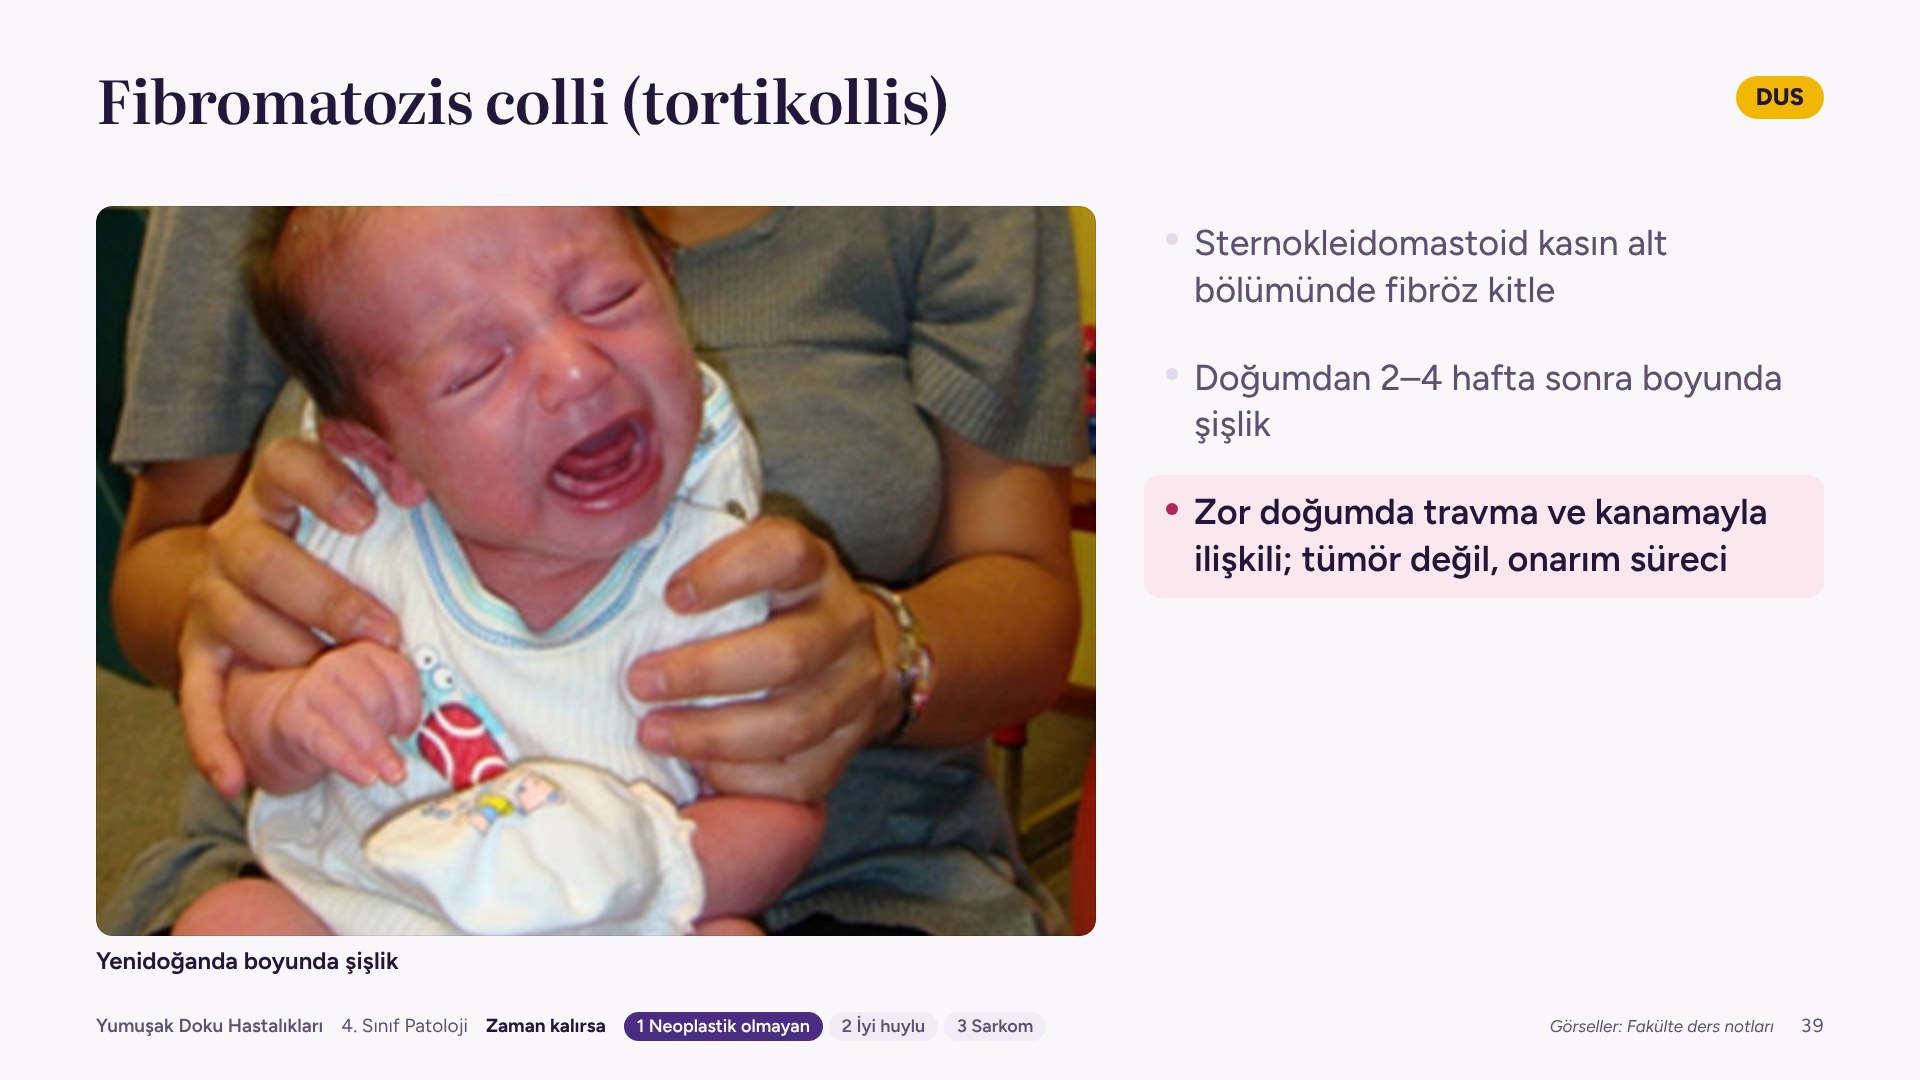 Fibromatozis colli (tortikollis)
DUS
Sternokleidomastoid kasın alt
bölümünde fibröz kitle
Doğumdan 2–4 hafta sonra boyunda
şişlik
Zor doğumda travma ve kanamayla
ilişkili; tümör değil, onarım süreci
Yenidoğanda boyunda şişlik
Yumuşak Doku Hastalıkları 4. Sınıf Patoloji Zaman kalırsa 1 Neoplastik olmayan 2 İyi huylu 3 Sarkom
Görseller: Fakülte ders notları 39